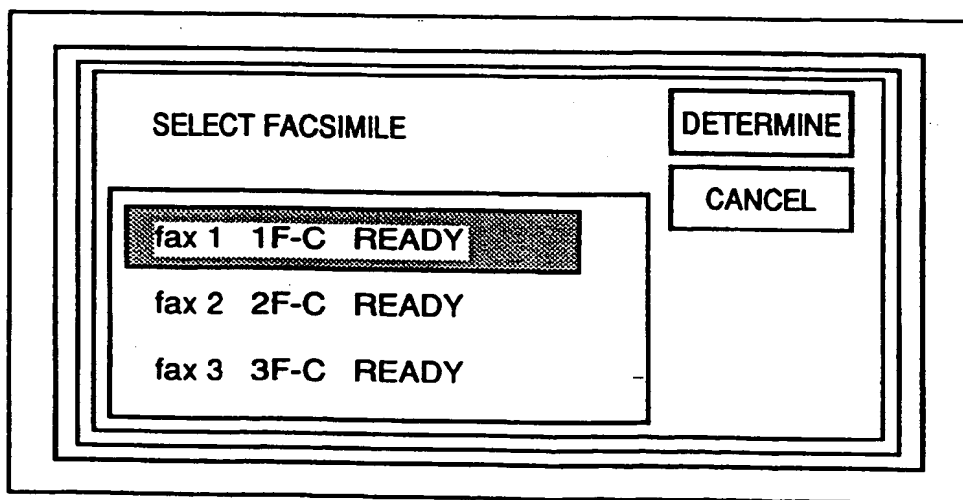 SELECT FACSIMILE
DETERMINE
CANCEL
fax 1 1F-C READY
fax 2 2F-C READY
fax 3 3F-C READY